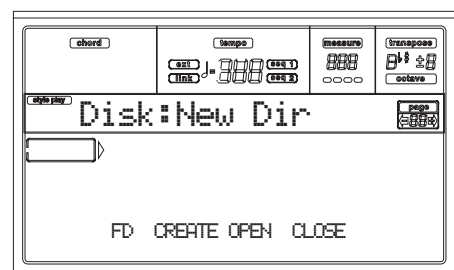 chord tempo measure transpose
ext seq 1
link seq 2
octave
style play page
Disk:New Dir
FD CREATE OPEN CLOSE